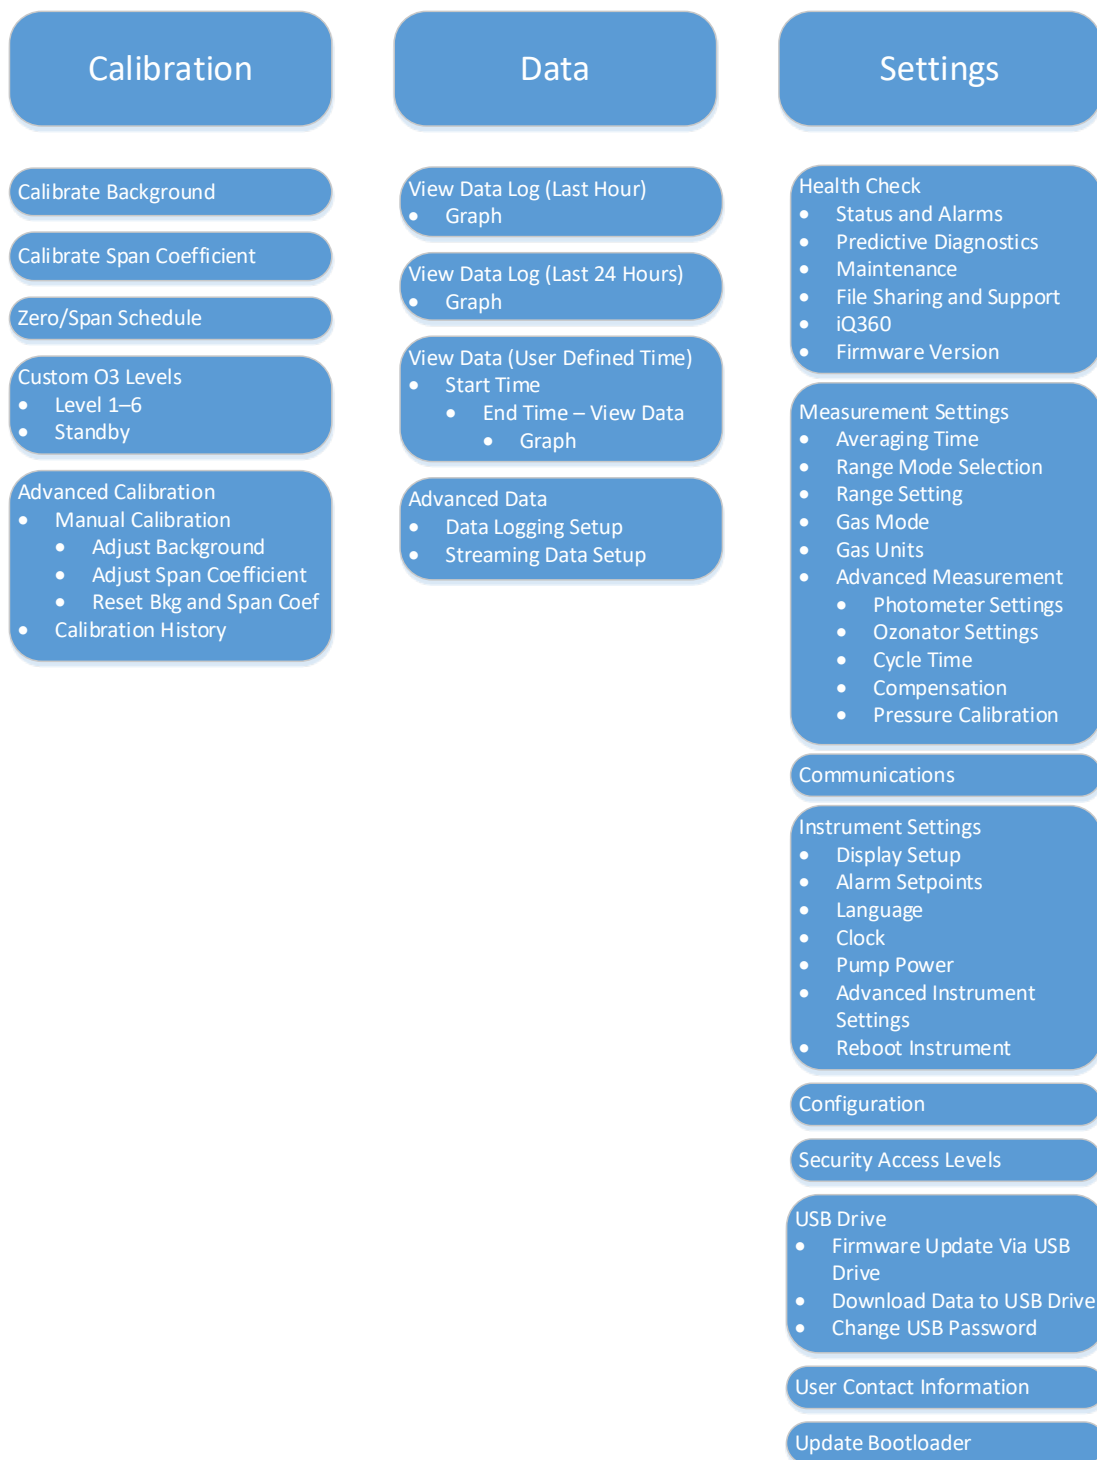 Calibration
Calibrate Background
Calibrate Span Coefficient
Zero/Span Schedule
Custom O3 Levels
• Level 1–6
• Standby
Advanced Calibration
• Manual Calibration
• Adjust Background
• Adjust Span Coefficient
• Reset Bkg and Span Coef
• Calibration History
Data
View Data Log (Last Hour)
• Graph
View Data Log (Last 24 Hours)
• Graph
View Data (User Defined Time)
• Start Time
• End Time – View Data
• Graph
Advanced Data
• Data Logging Setup
• Streaming Data Setup
Settings
Health Check
• Status and Alarms
• Predictive Diagnostics
• Maintenance
• File Sharing and Support
• iQ360
• Firmware Version
Measurement Settings
• Averaging Time
• Range Mode Selection
• Range Setting
• Gas Mode
• Gas Units
• Advanced Measurement
• Photometer Settings
• Ozonator Settings
• Cycle Time
• Compensation
• Pressure Calibration
Communications
Instrument Settings
• Display Setup
• Alarm Setpoints
• Language
• Clock
• Pump Power
• Advanced Instrument
Settings
• Reboot Instrument
Configuration
Security Access Levels
USB Drive
• Firmware Update Via USB
Drive
• Download Data to USB Drive
• Change USB Password
User Contact Information
Update Bootloader